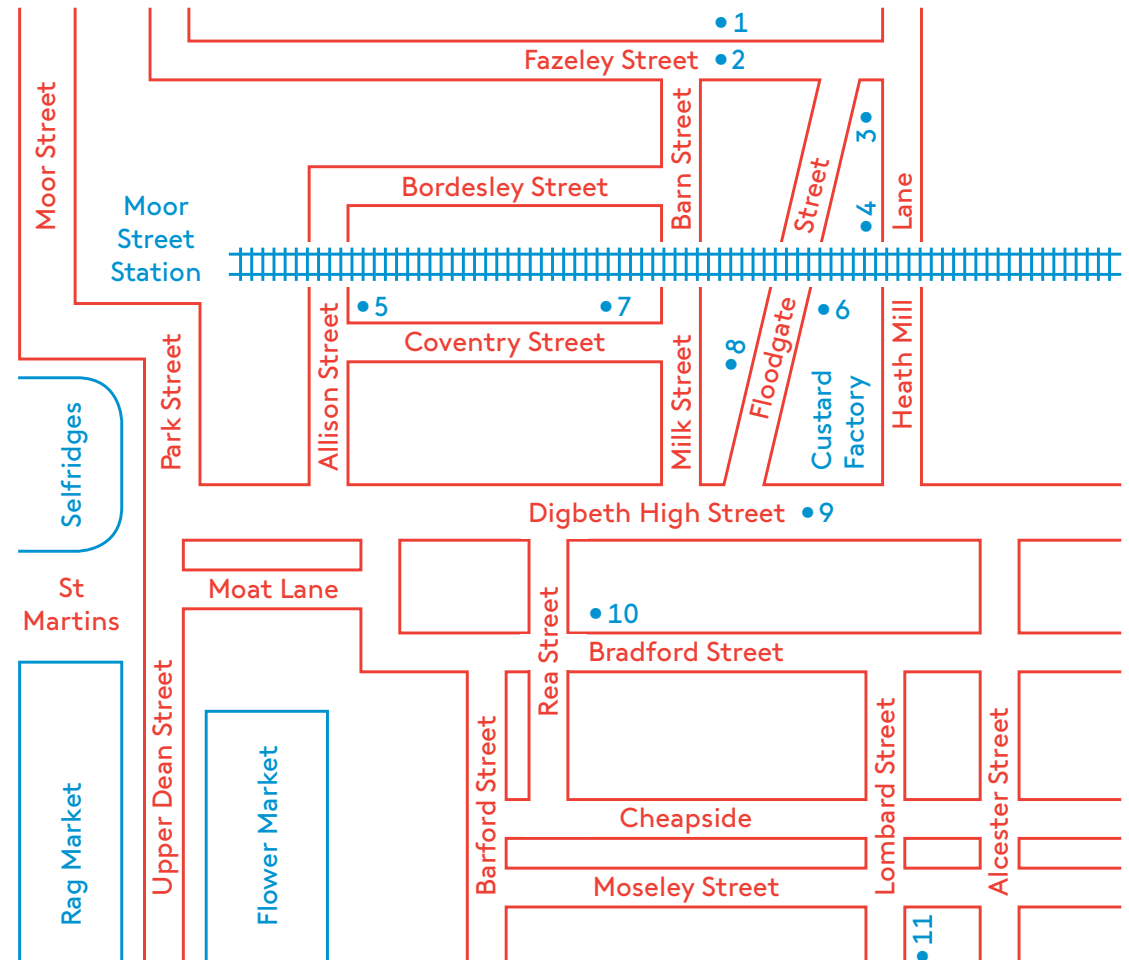 1
Fazeley Street
2
Moor Street
Barn Street
3
Street
Bordesley Street
Lane
4
Moor
Street
Station
5
7
6
Allison Street
Coventry Street
Park Street
Milk Street
8
Floodgate
Custard
Factory
Heath Mill
Selfridges
Digbeth High Street
9
St
Martins
Moat Lane
10
Rea Street
Bradford Street
Upper Dean Street
Barford Street
Lombard Street
Alcester Street
Rag Market
Flower Market
Cheapside
Moseley Street
11